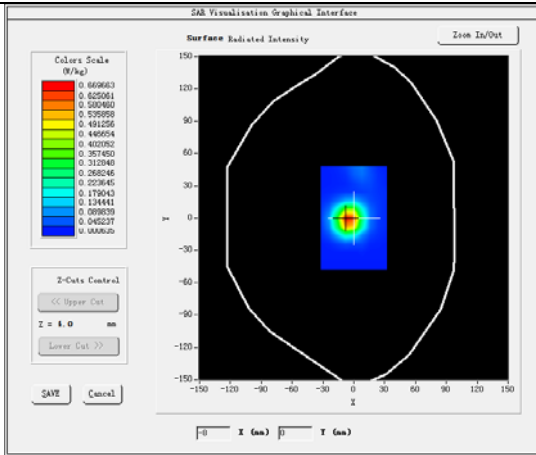 SAR Visualisation Graphical Interface
Surface Radiated Intensity
Zoom In/Out
Colors Scale
(W/kg)
0.669663
0.625061
0.580460
0.535858
0.491256
0.446654
0.402052
0.357450
0.312848
0.268246
0.223645
0.179043
0.134441
0.089839
0.045237
0.000635
Z-Cuts Control
<< Upper Cut
Z = 4.0 mm
Lower Cut >>
SAVE Cancel
150
120
90
60
30
0
-30
-60
-90
-120
-150
Y
-150 -120 -90 -60 -30 0 30 60 90 120 150
X
-8 X (mm) 0 Y (mm)